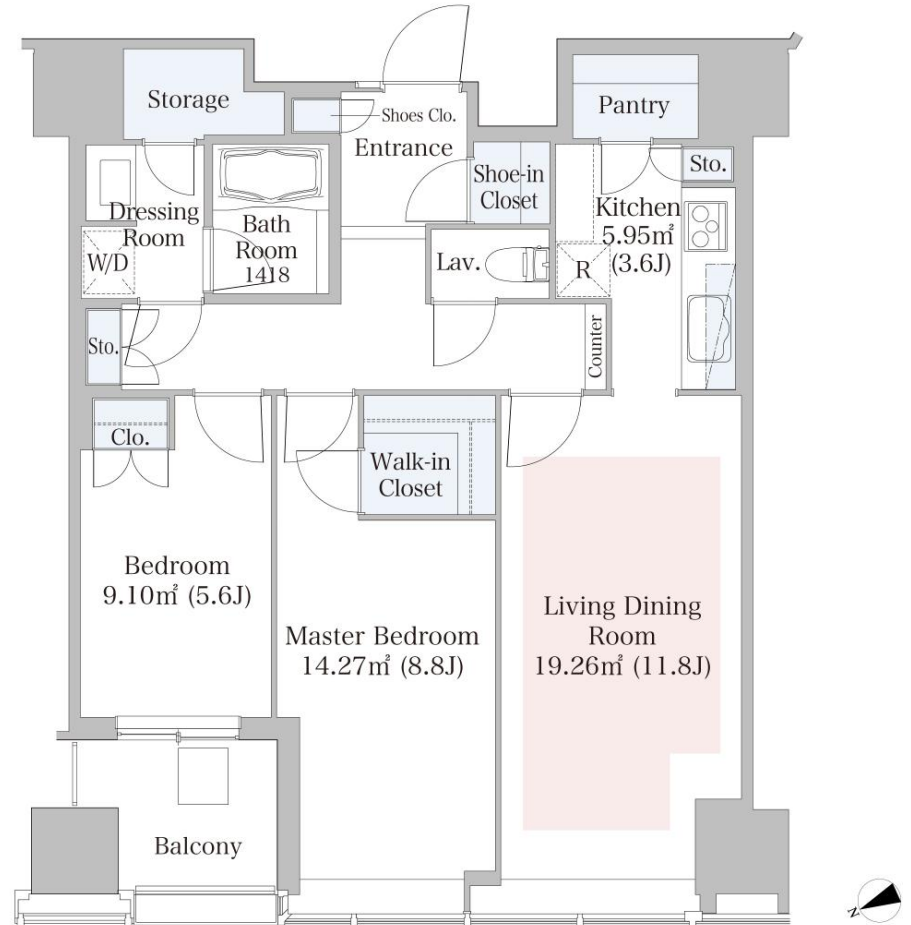 Storage
Shoes Clo.
Entrance
Pantry
Shoe-in
Closet
Sto.
Dressing
Room
Bath
Room
1418
Kitchen
5.95㎡
(3.6J)
W/D
Lav.
R
Sto.
Counter
Clo.
Walk-in
Closet
Bedroom
9.10㎡ (5.6J)
Master Bedroom
14.27㎡ (8.8J)
Living Dining
Room
19.26㎡ (11.8J)
Balcony
N